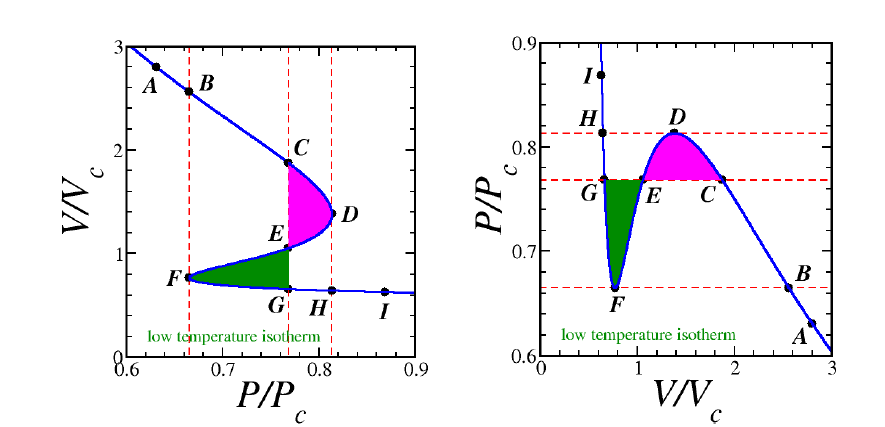 3
2
1
0
0.6
0.7
0.8
0.9
V/Vc
P/Pc
A
B
C
D
E
F
G
H
I
low temperature isotherm
0.9
0.8
0.7
0.6
0
1
2
3
P/Pc
V/Vc
I
H
D
G
E
C
F
B
A
low temperature isotherm